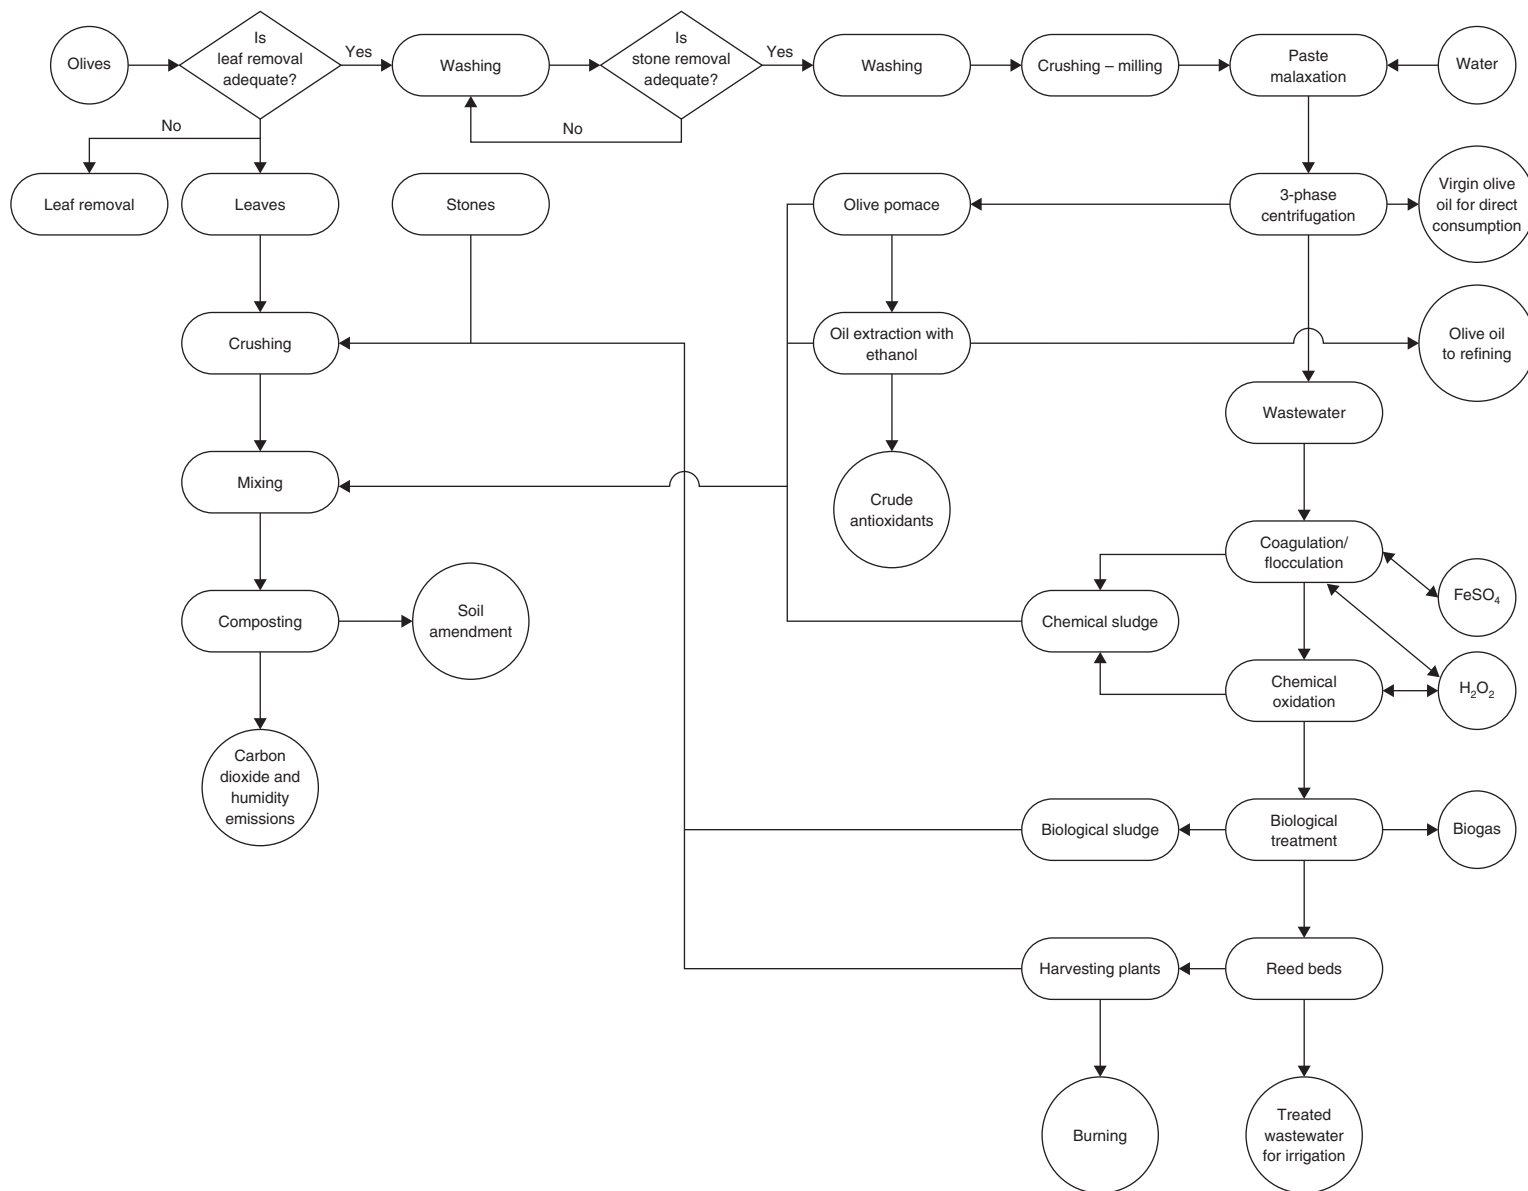 Olives
Is
leaf removal
adequate?
Yes
Washing
Is
stone removal
adequate?
Yes
Washing
Crushing – milling
Paste
malaxation
Water
No
No
Leaf removal
Leaves
Stones
Olive pomace
3-phase
centrifugation
Virgin olive
oil for direct
consumption
Crushing
Oil extraction with
ethanol
Olive oil
to refining
Wastewater
Mixing
Crude
antioxidants
Coagulation/
flocculation
FeSO₄
Composting
Soil
amendment
Chemical sludge
Chemical
oxidation
H₂O₂
Carbon
dioxide and
humidity
emissions
Biological sludge
Biological
treatment
Biogas
Harvesting plants
Reed beds
Burning
Treated
wastewater
for irrigation